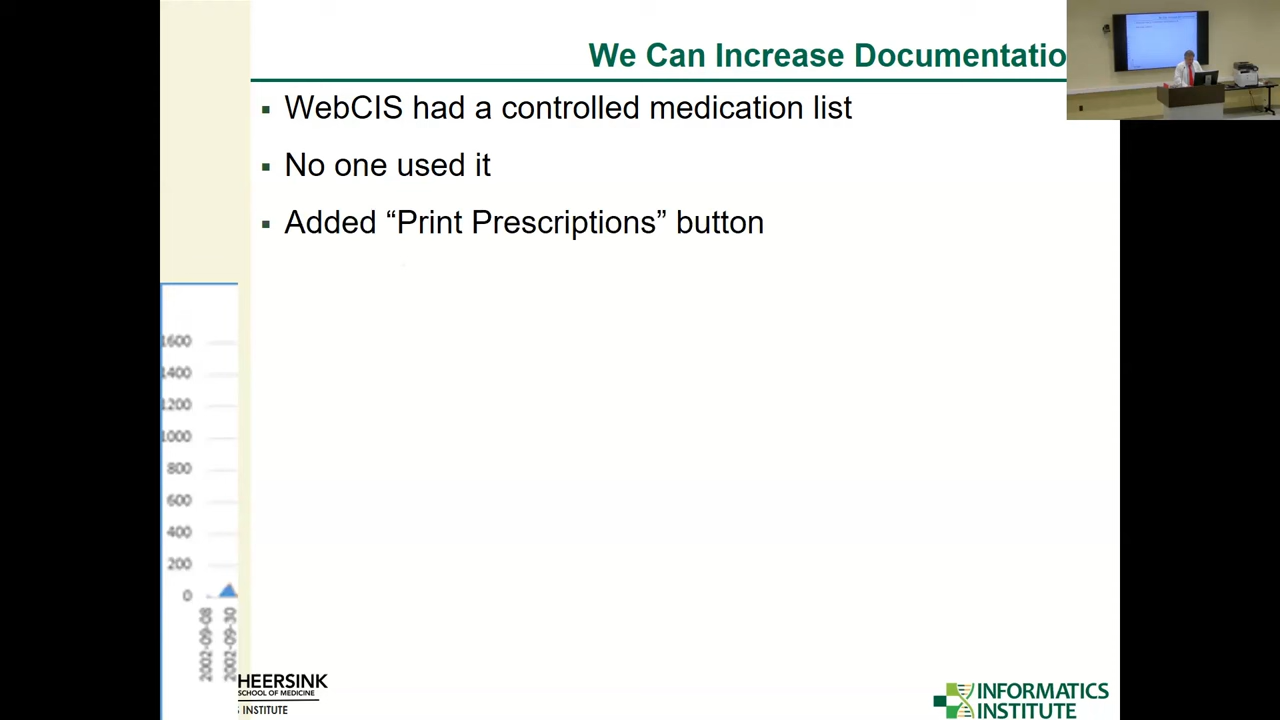 We Can Increase Documentatio
▪ WebCIS had a controlled medication list
▪ No one used it
▪ Added “Print Prescriptions” button
1600
1400
1200
1000
800
600
400
200
0
2002-09-08
2002-09-30
HEERSINK
SCHOOL OF MEDICINE
INSTITUTE
INFORMATICS
INSTITUTE